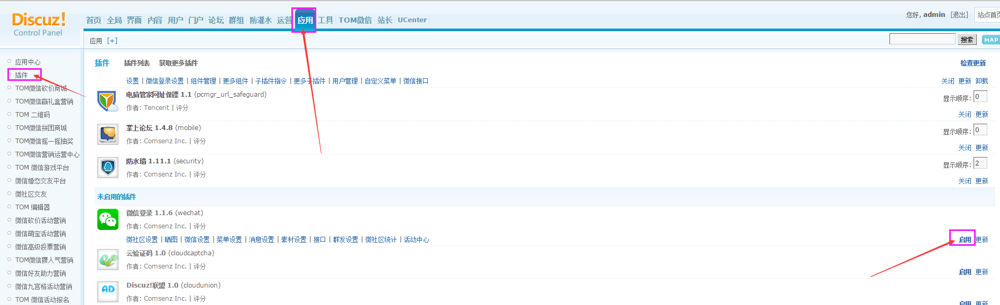 Discuz!
Control Panel
首页 全局 界面 内容 用户 门户 论坛 群组 防灌水 运营 应用 工具 TOM微信 站长 UCenter
您好, admin [退出] 站点首页
应用 [+]
搜索 MAP
应用中心
插件
TOM微信砍价商城
TOM微信赢礼盒营销
TOM 二维码
TOM微信拼团商城
TOM微信摇一摇抽奖
TOM微信营销运营中心
TOM 微信游戏平台
微信婚恋交友平台
微社区交友
TOM 编辑器
微信砍价活动营销
微信萌宝活动营销
微信高级投票营销
TOM微信攒人气营销
微信好友助力营销
微信九宫格活动营销
TOM 微信活动报名
插件 插件列表 获取更多插件 检查更新
设置 | 微信登录设置 | 组件管理 | 更多组件 | 子插件指令 | 更多子插件 | 用户管理 | 自定义菜单 | 微信接口
关闭 更新 卸载
电脑管家网址保镖 1.1 (pcmgr_url_safeguard)
显示顺序: 0
作者: Tencent | 评分
关闭 更新
掌上论坛 1.4.8 (mobile)
显示顺序: 0
作者: Comsenz Inc. | 评分
关闭 更新
防水墙 1.11.1 (security)
显示顺序: 2
作者: Comsenz Inc. | 评分
关闭 更新
未启用的插件
微信登录 1.1.6 (wechat)
作者: Comsenz Inc. | 评分
微社区设置 | 晒图 | 微信设置 | 菜单设置 | 消息设置 | 素材设置 | 接口 | 群发设置 | 微社区统计 | 活动中心
启用 更新
云验证码 1.0 (cloudcaptcha)
作者: Comsenz Inc. | 评分
启用 更新
AD
Discuz!联盟 1.0 (cloudunion)
作者: Comsenz Inc. | 评分
启用 更新